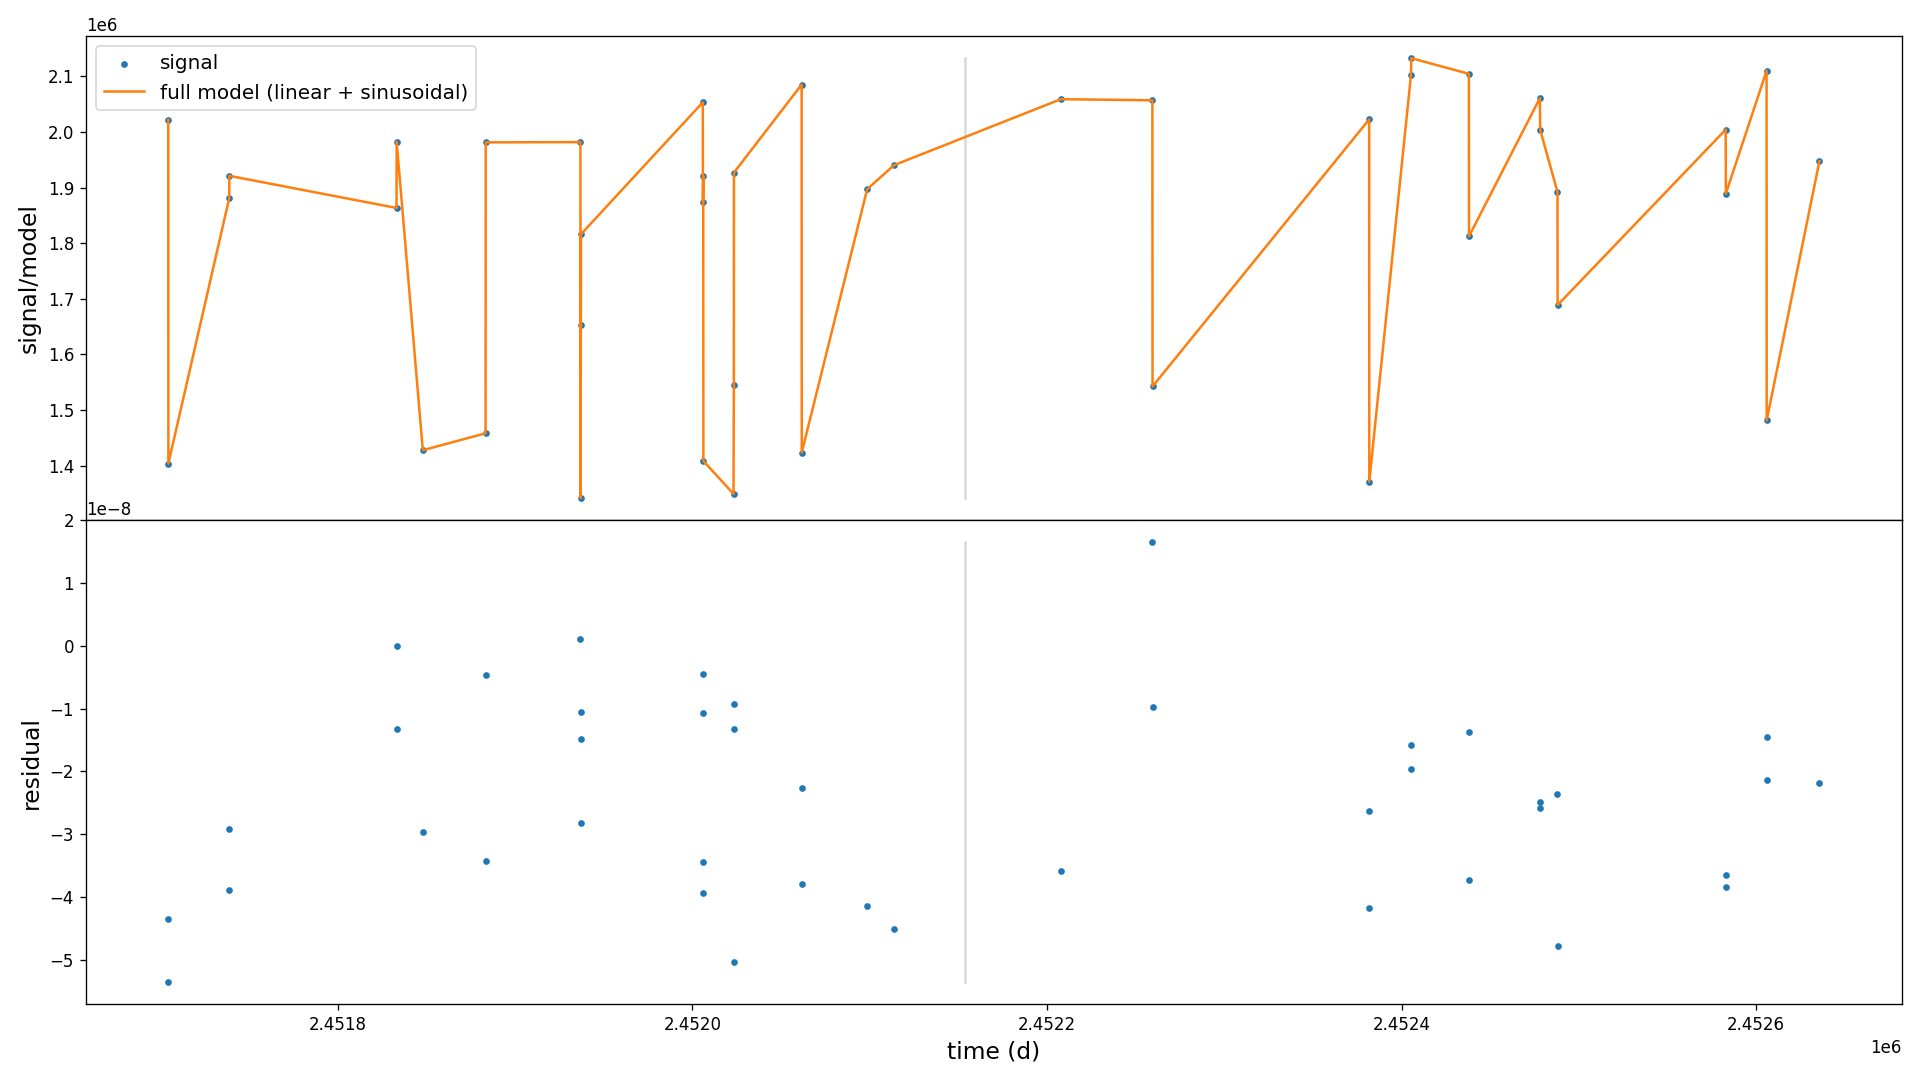 1e6
signal
full model (linear + sinusoidal)
2.1
2.0
1.9
1.8
1.7
1.6
1.5
1.4
signal/model
1e−8
2
1
0
−1
−2
−3
−4
−5
residual
2.4518 2.4520 2.4522 2.4524 2.4526
time (d)
1e6